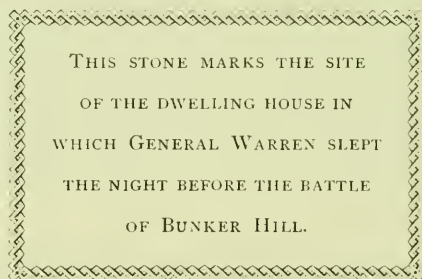 THIS STONE MARKS THE SITE
OF THE DWELLING HOUSE IN
WHICH GENERAL WARREN SLEPT
THE NIGHT BEFORE THE BATTLE
OF BUNKER HILL.